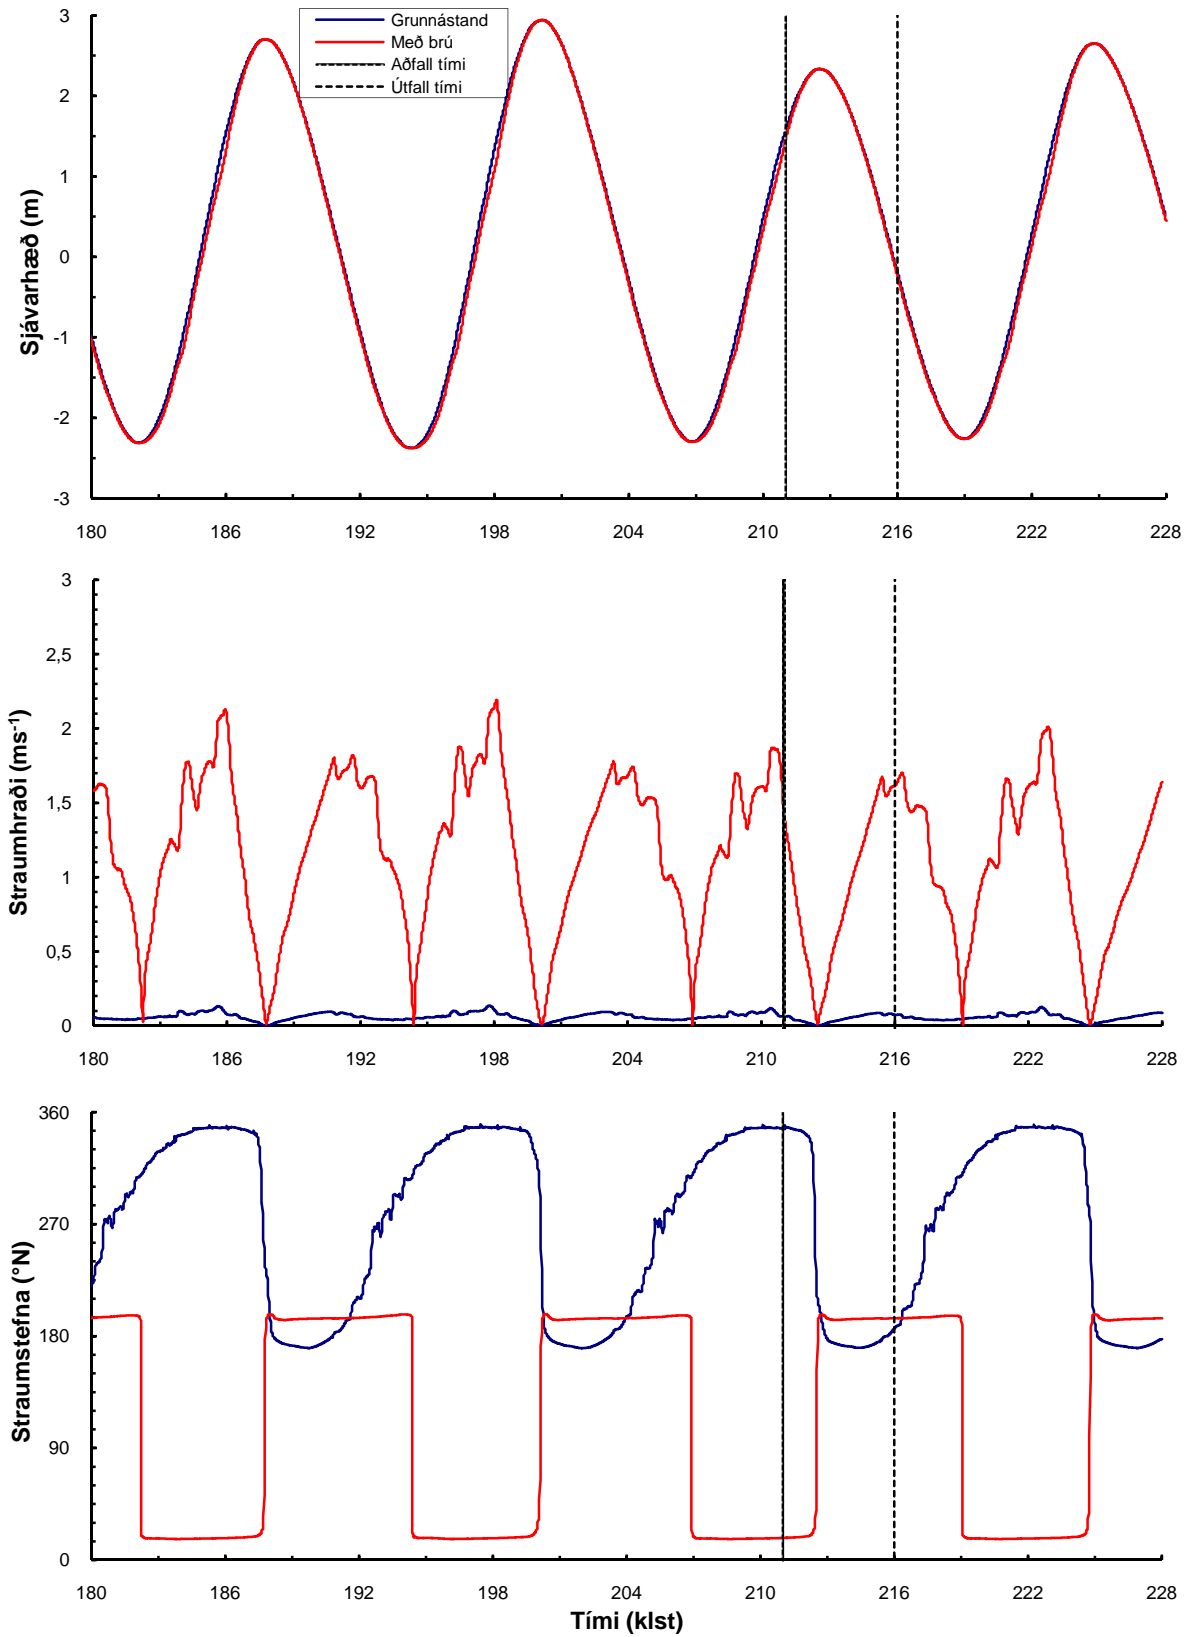 Grunnástand
Með brú
Aðfall tími
Útfall tími
Sjávarhæð (m)
3
2
1
0
-1
-2
-3
180 186 192 198 204 210 216 222 228
Straumhraði (ms⁻¹)
3
2,5
2
1,5
1
0,5
0
180 186 192 198 204 210 216 222 228
Straumstefna (°N)
360
270
180
90
0
180 186 192 198 204 210 216 222 228
Tími (klst)